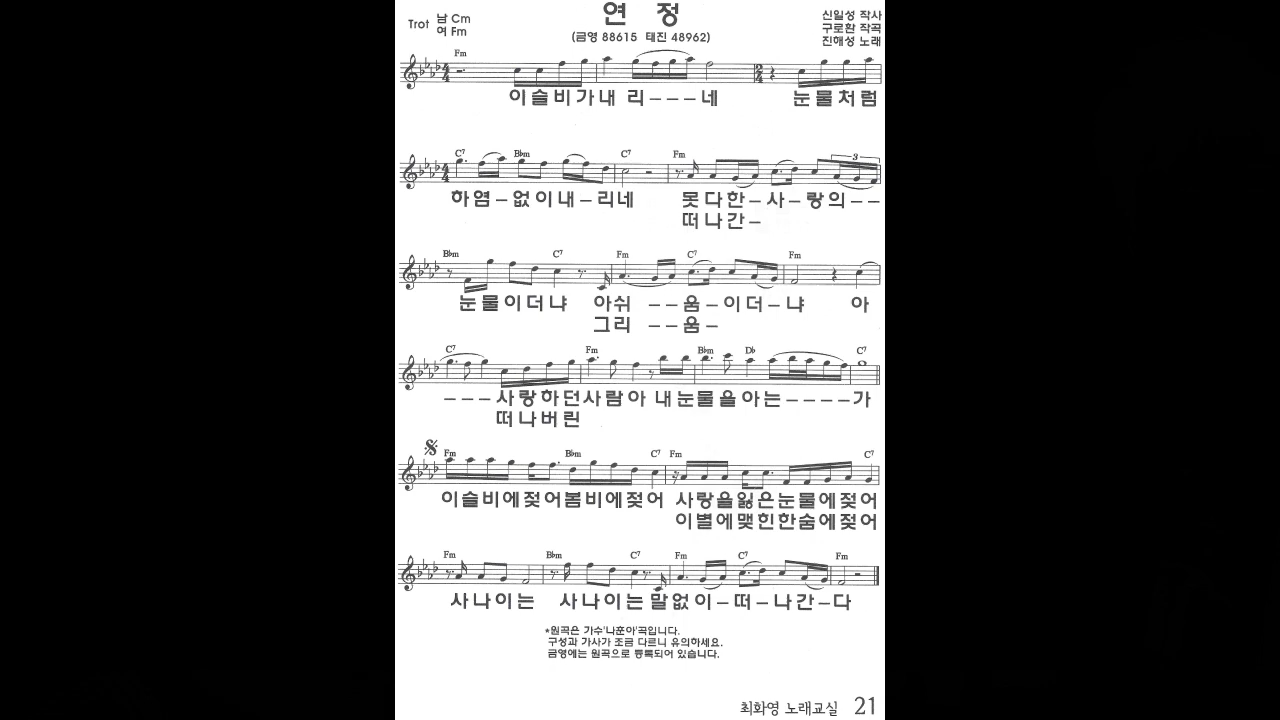 연 정
Trot 남 Cm
여 Fm
(금영 88615 태진 48962)
신일성 작사
구로환 작곡
진해성 노래
Fm
이슬비가내 리---네 눈물처럼
C7 B♭m C7 Fm 3
하염-없이내-리네 못다한-사-랑의--
떠나간-
B♭m C7 Fm C7 Fm
눈물이더냐 아쉬 --움-이더-냐 아
그리 --움-
C7 Fm B♭m D♭ C7
---사랑하던사람아 내눈물을아는----가
떠나버린
Fm B♭m C7 Fm C7
이슬비에젖어봄비에젖어 사랑을잃은눈물에젖어
이별에맺힌한숨에젖어
Fm B♭m C7 Fm C7 Fm
사나이는 사나이는말없이-떠-나간-다
*원곡은 가수'나훈아'곡입니다.
구성과 가사가 조금 다르니 유의하세요.
금영에는 원곡으로 등록되어 있습니다.
최화영 노래교실 21